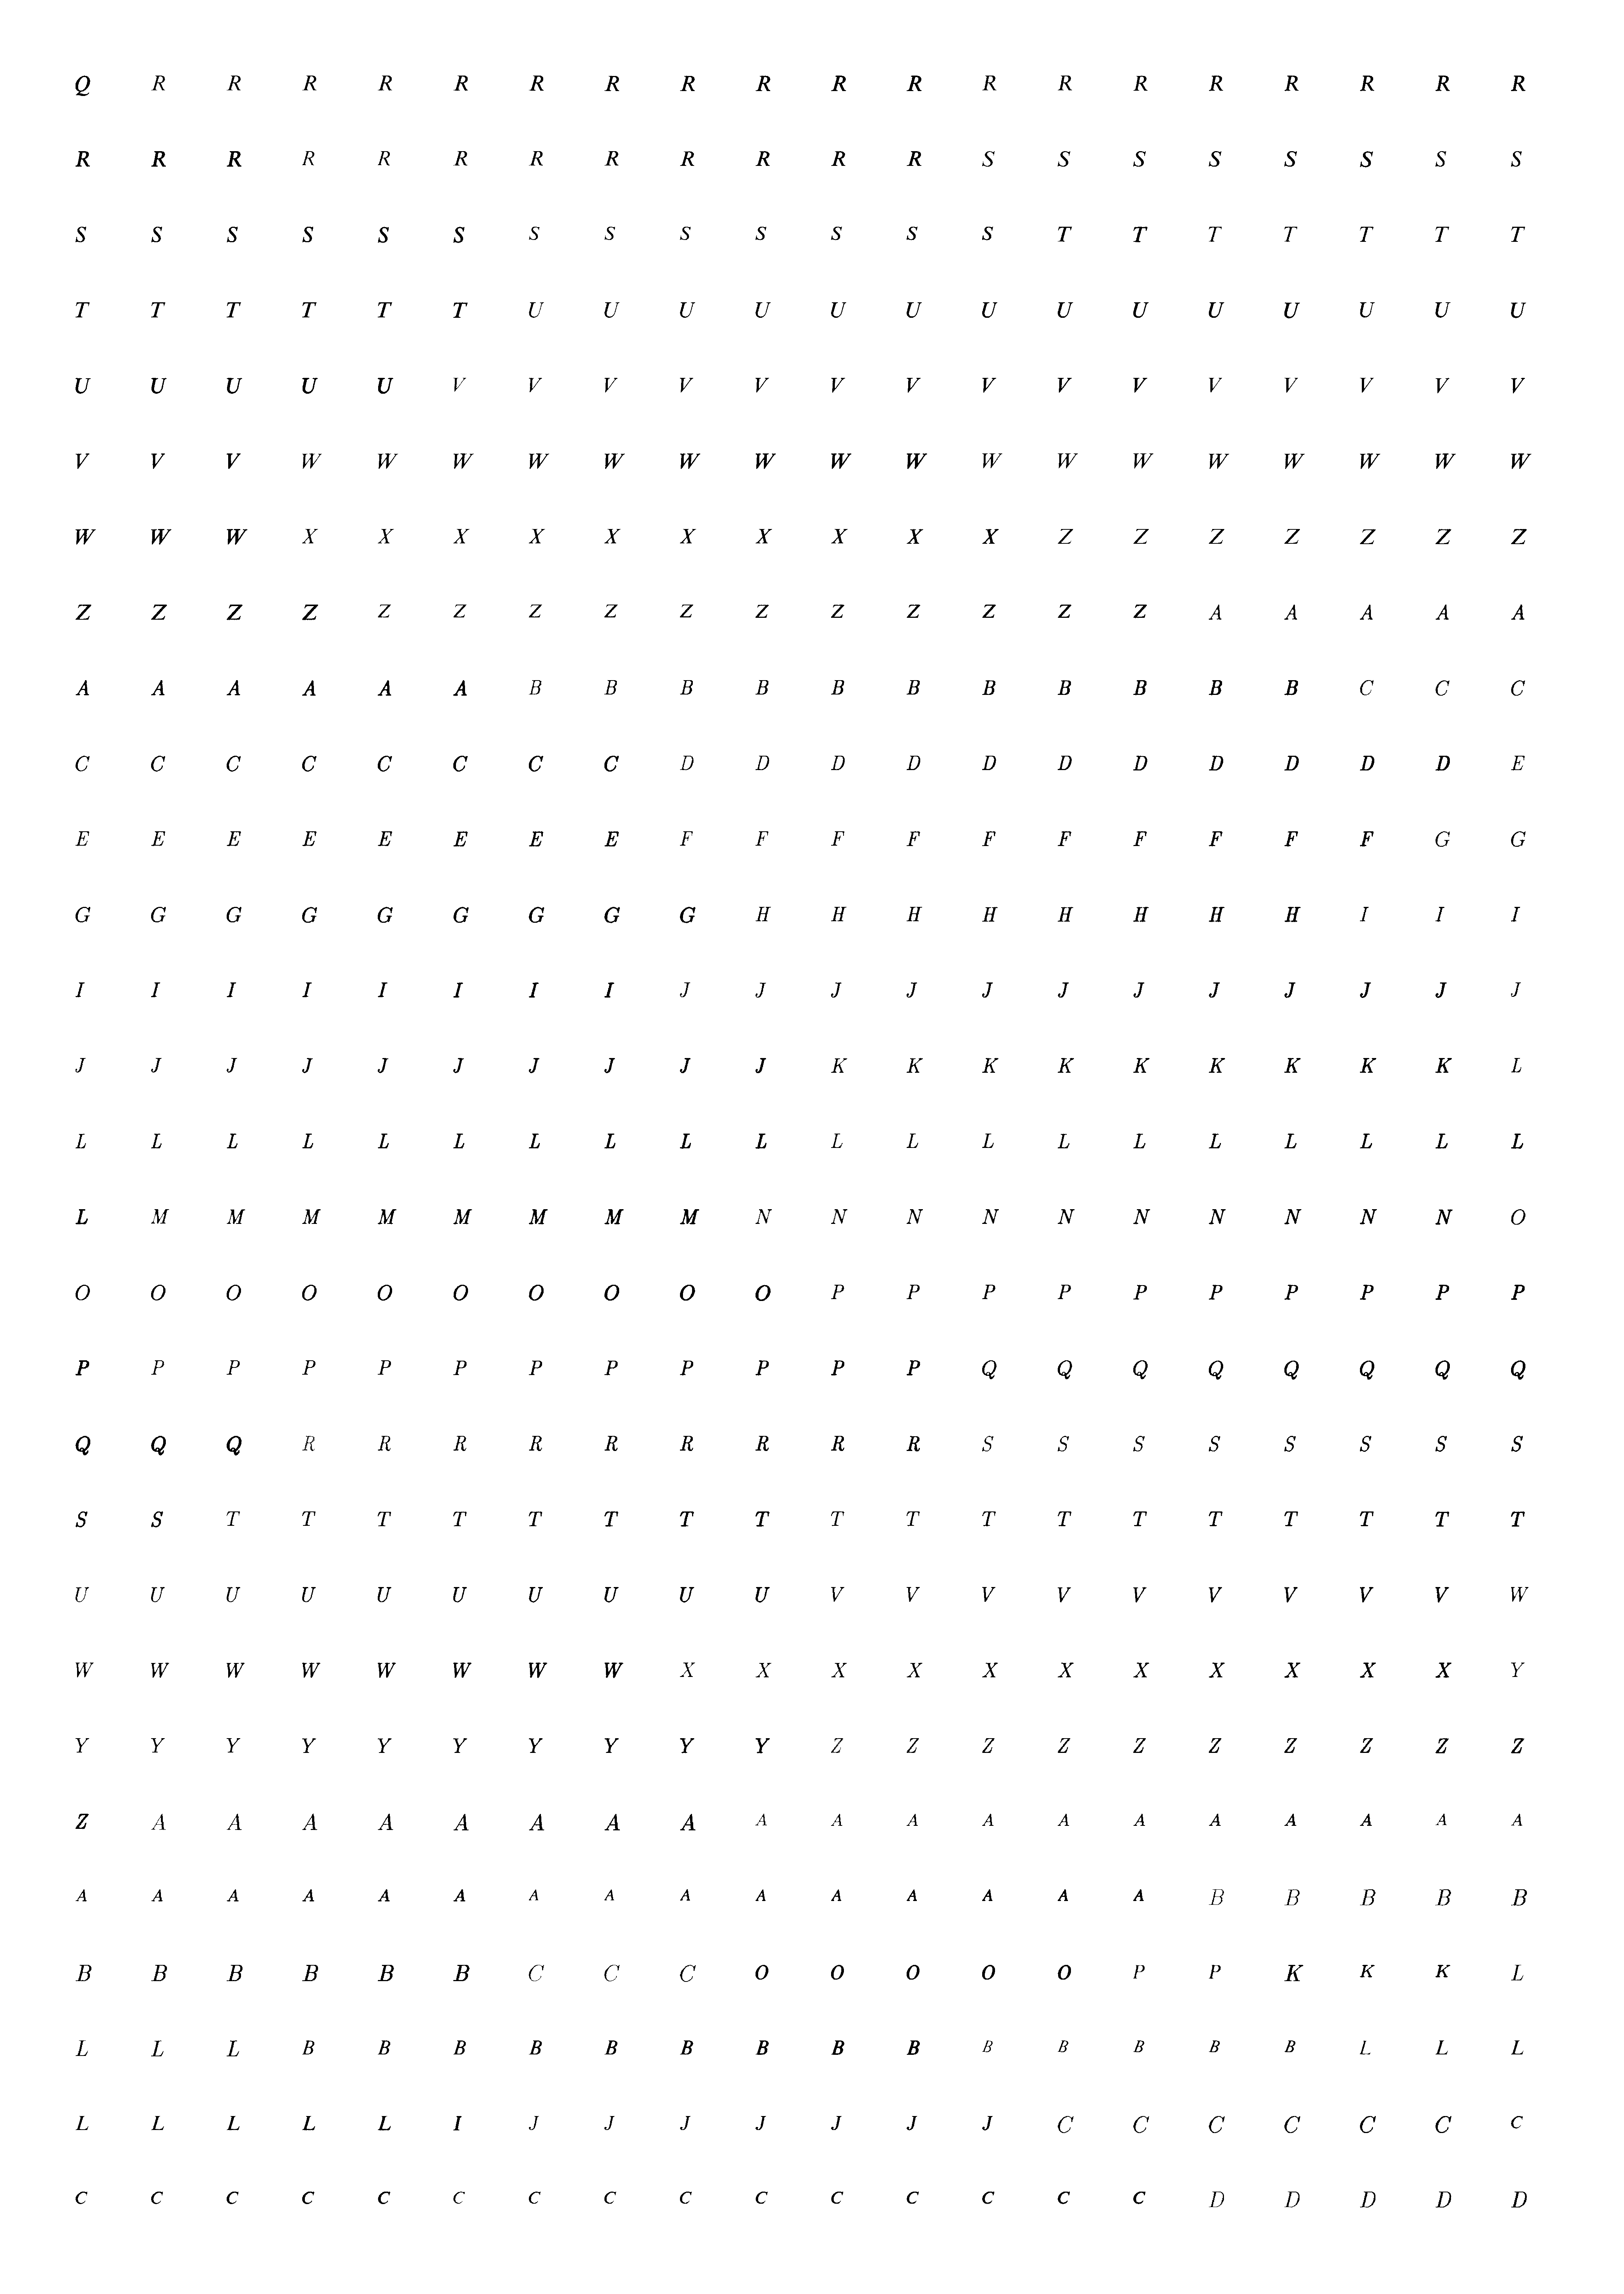 Q R R R R R R R R R R R R R R R R R R R
R R R R R R R R R R R R S S S S S S S S
S S S S S S S S S S S S S T T T T T T T
T T T T T T U U U U U U U U U U U U U U
U U U U U V V V V V V V V V V V V V V V
V V V W W W W W W W W W W W W W W W W W
W W W X X X X X X X X X X Z Z Z Z Z Z Z
Z Z Z Z Z Z Z Z Z Z Z Z Z Z Z A A A A A
A A A A A A B B B B B B B B B B B C C C
C C C C C C C C D D D D D D D D D D D E
E E E E E E E E F F F F F F F F F F G G
G G G G G G G G G H H H H H H H H I I I
I I I I I I I I J J J J J J J J J J J J
J J J J J J J J J J K K K K K K K K K L
L L L L L L L L L L L L L L L L L L L L
L M M M M M M M M N N N N N N N N N N O
O O O O O O O O O O P P P P P P P P P P
P P P P P P P P P P P P Q Q Q Q Q Q Q Q
Q Q Q R R R R R R R R R S S S S S S S S
S S T T T T T T T T T T T T T T T T T T
U U U U U U U U U U V V V V V V V V V W
W W W W W W W W X X X X X X X X X X X Y
Y Y Y Y Y Y Y Y Y Y Z Z Z Z Z Z Z Z Z Z
Z A A A A A A A A A A A A A A A A A A A
A A A A A A A A A A A A A A A B B B B B
B B B B B B C C C O O O O O P P K K K L
L L L B B B B B B B B B B B B B B L L L
L L L L L I J J J J J J J C C C C C C C
C C C C C C C C C C C C C C C D D D D D